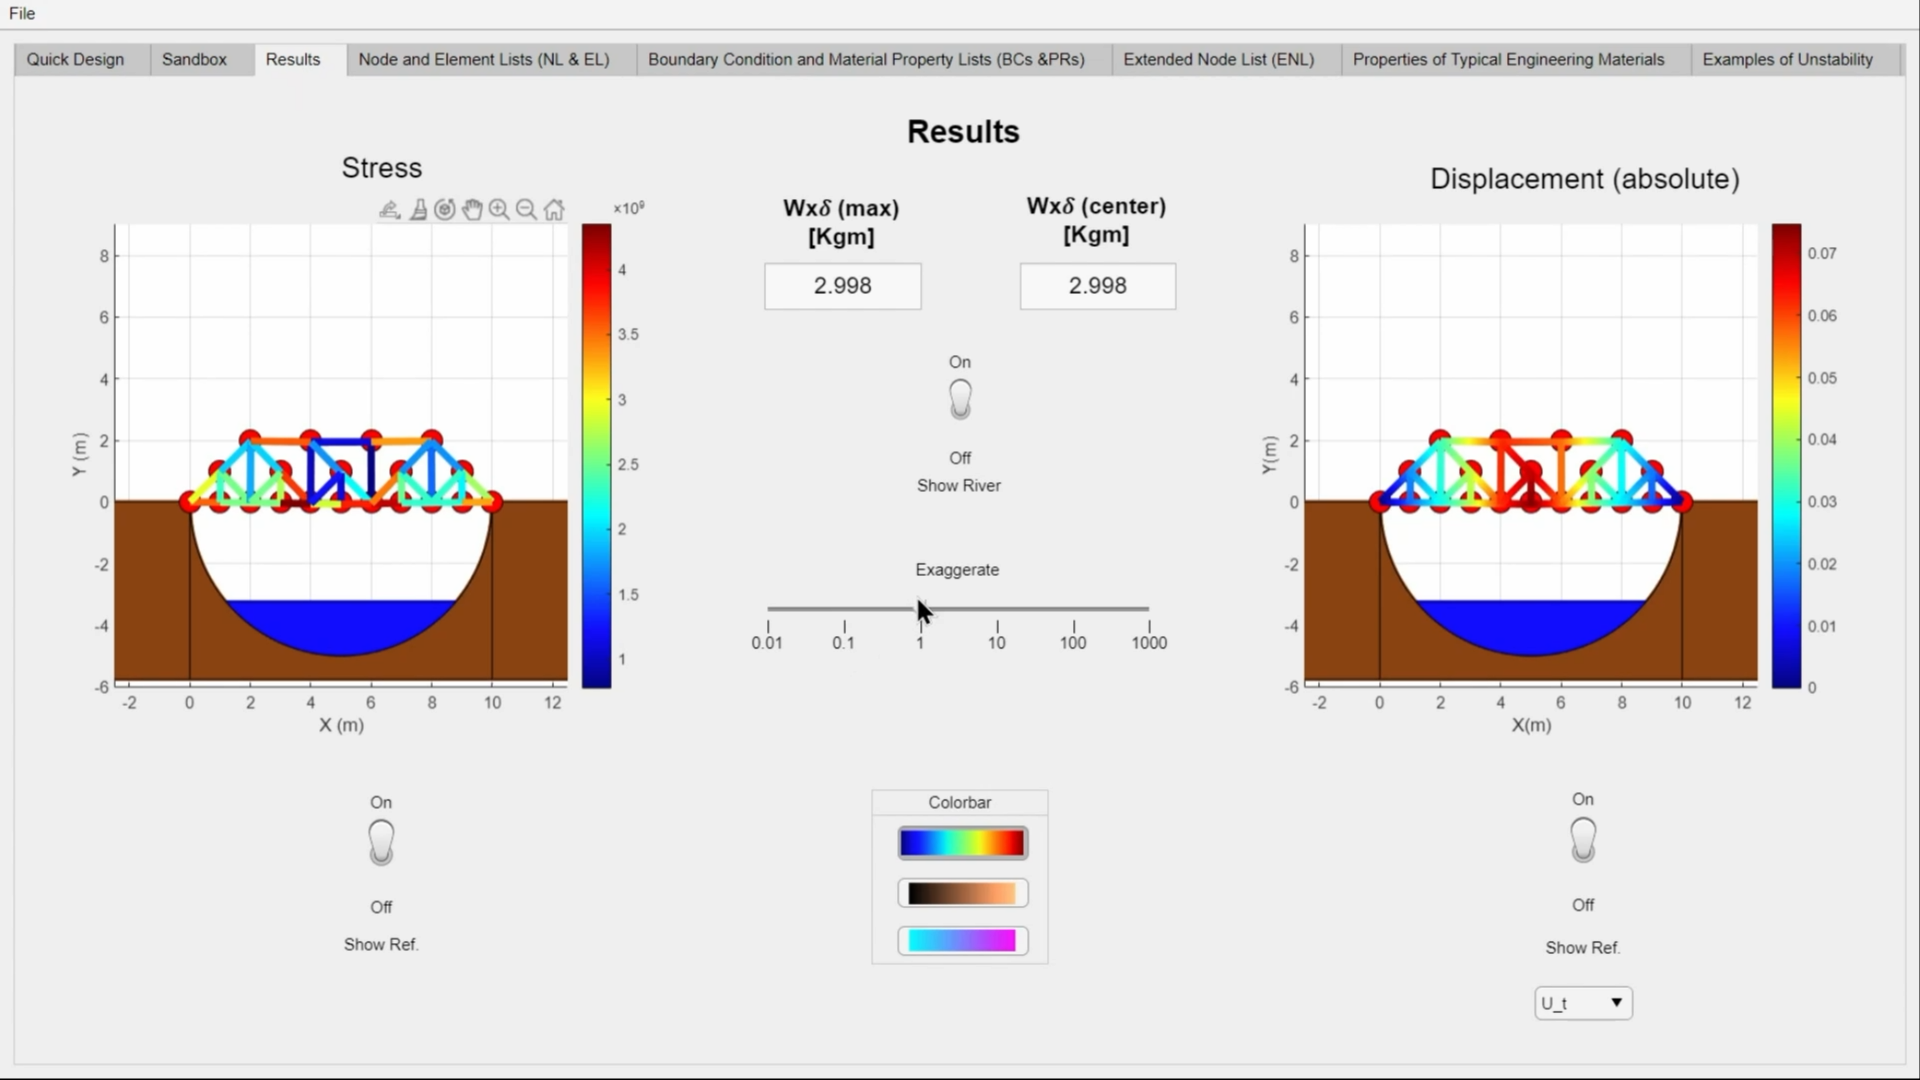 File
Quick Design
Sandbox
Results
Node and Element Lists (NL & EL)
Boundary Condition and Material Property Lists (BCs &PRs)
Extended Node List (ENL)
Properties of Typical Engineering Materials
Examples of Unstability
Results
Stress
×10⁹
8
6
4
2
0
-2
-4
-6
Y (m)
-2
0
2
4
6
8
10
12
X (m)
4
3.5
3
2.5
2
1.5
1
On
Off
Show Ref.
Wxδ (max)
[Kgm]
2.998
Wxδ (center)
[Kgm]
2.998
On
Off
Show River
Exaggerate
0.01
0.1
1
10
100
1000
Colorbar
Displacement (absolute)
8
6
4
2
0
-2
-4
-6
Y(m)
-2
0
2
4
6
8
10
12
X(m)
0.07
0.06
0.05
0.04
0.03
0.02
0.01
0
On
Off
Show Ref.
U_t